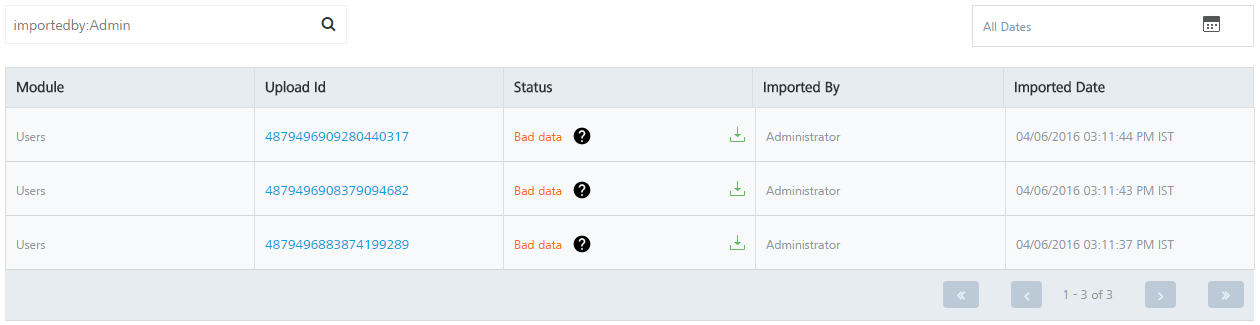 importedby:Admin
All Dates
Module Upload Id Status Imported By Imported Date
Users 4879496909280440317 Bad data ? Administrator 04/06/2016 03:11:44 PM IST
Users 4879496908379094682 Bad data ? Administrator 04/06/2016 03:11:43 PM IST
Users 4879496883874199289 Bad data ? Administrator 04/06/2016 03:11:37 PM IST
« ‹ 1 - 3 of 3 › »